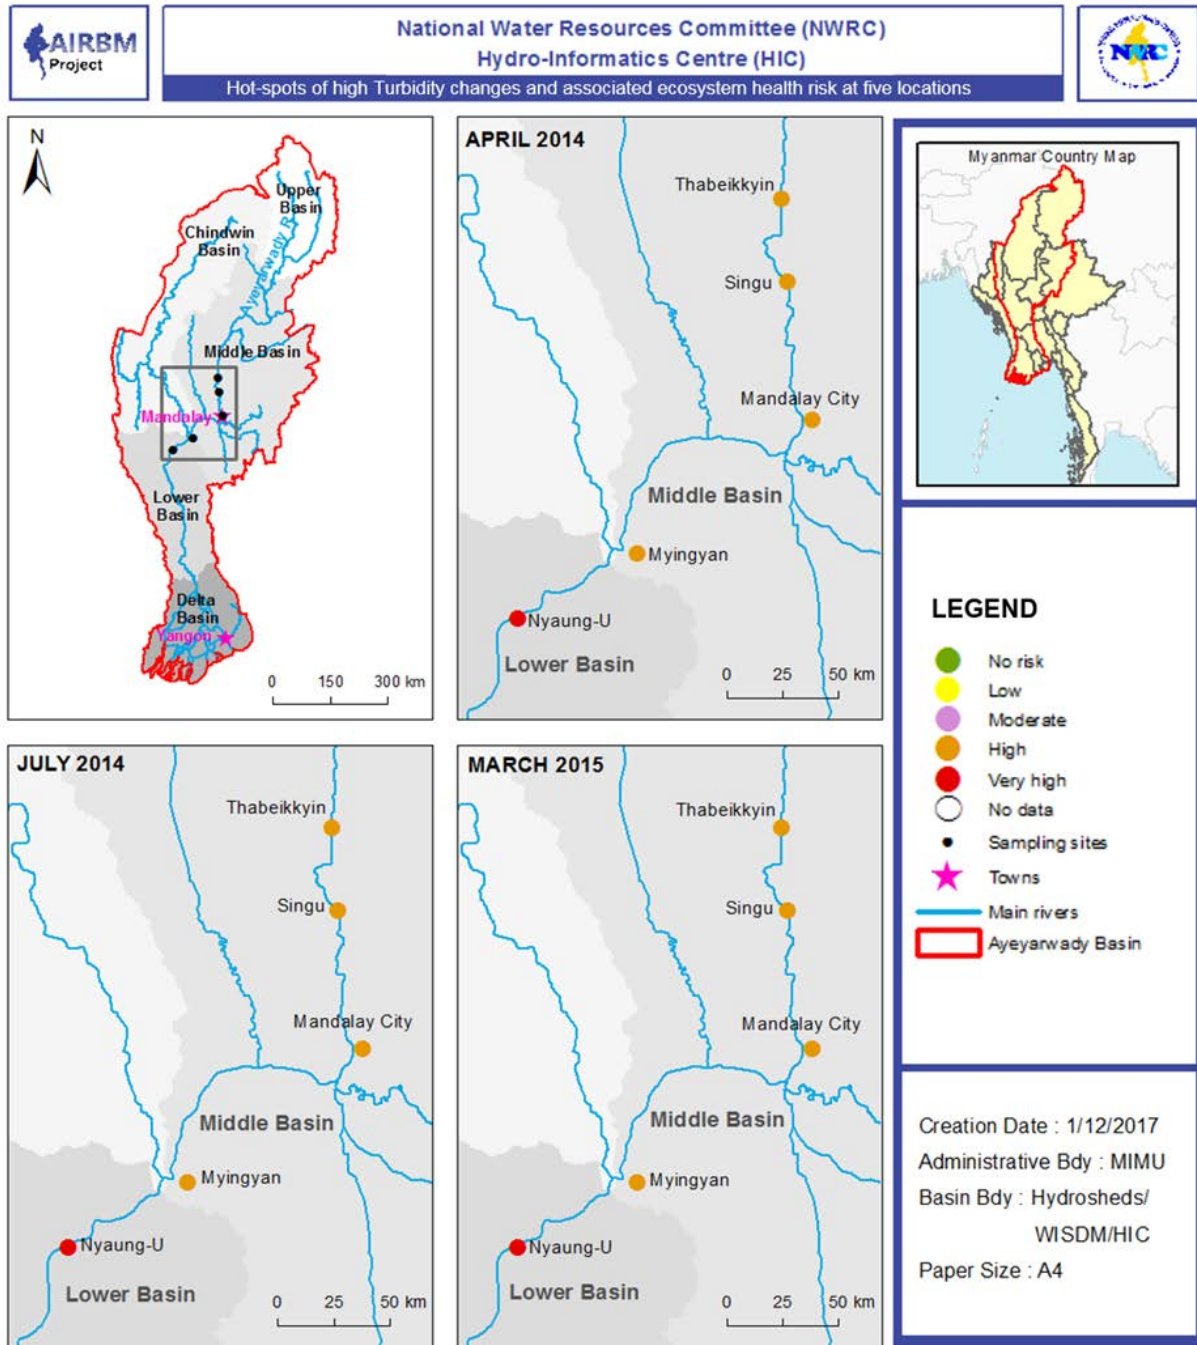 AIRBM
Project
National Water Resources Committee (NWRC)
Hydro-Informatics Centre (HIC)
Hot-spots of high Turbidity changes and associated ecosystem health risk at five locations
NWRC
N
Upper
Basin
Chindwin
Basin
Ayeyarwady R
Middle Basin
Mandalay
Lower
Basin
Delta
Basin
Yangon
0 150 300 km
APRIL 2014
Thabeikkyin
Singu
Mandalay City
Middle Basin
Myingyan
Nyaung-U
Lower Basin
0 25 50 km
Myanmar Country Map
JULY 2014
Thabeikkyin
Singu
Mandalay City
Middle Basin
Myingyan
Nyaung-U
Lower Basin
0 25 50 km
MARCH 2015
Thabeikkyin
Singu
Mandalay City
Middle Basin
Myingyan
Nyaung-U
Lower Basin
0 25 50 km
LEGEND
No risk
Low
Moderate
High
Very high
No data
Sampling sites
Towns
Main rivers
Ayeyarwady Basin
Creation Date : 1/12/2017
Administrative Bdy : MIMU
Basin Bdy : Hydrosheds/
WISDM/HIC
Paper Size : A4